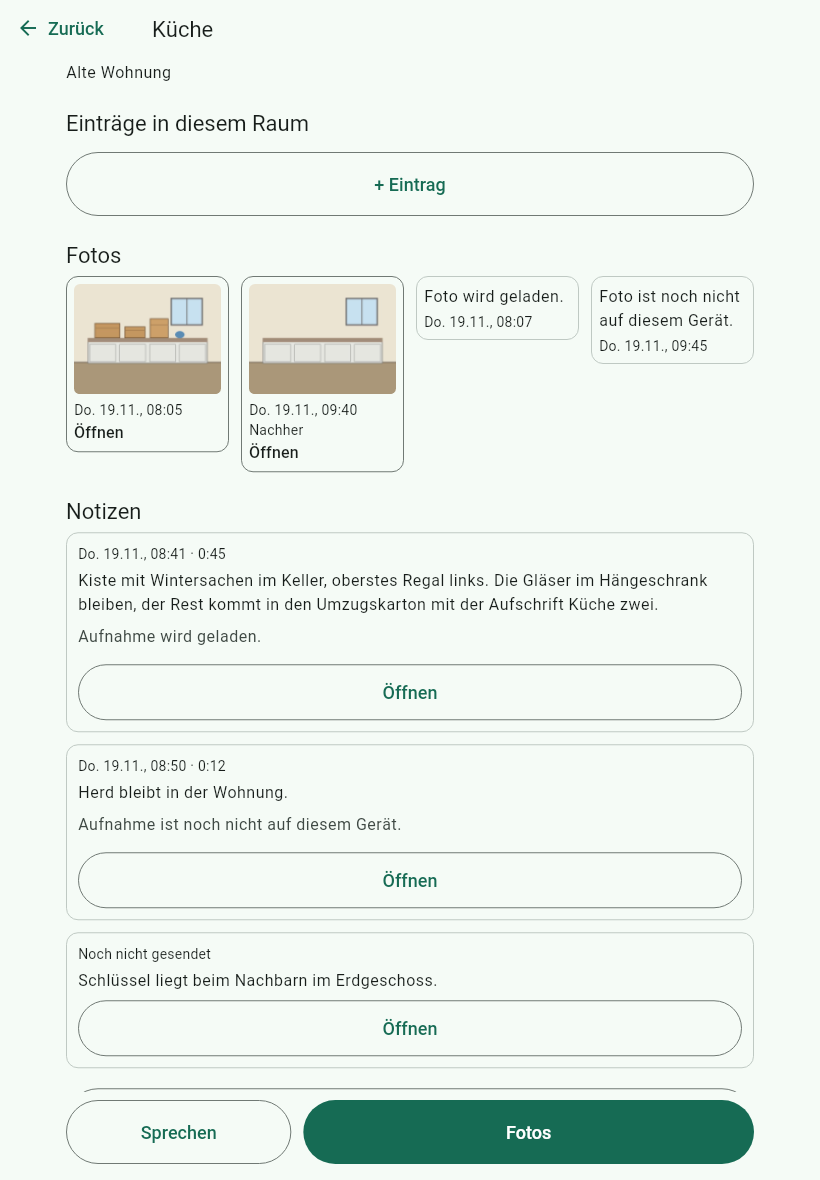 Zurück
Küche
Alte Wohnung
Einträge in diesem Raum
+ Eintrag
Fotos
Do. 19.11., 08:05
Öffnen
Do. 19.11., 09:40
Nachher
Öffnen
Foto wird geladen.
Do. 19.11., 08:07
Foto ist noch nicht
auf diesem Gerät.
Do. 19.11., 09:45
Notizen
Do. 19.11., 08:41 · 0:45
Kiste mit Wintersachen im Keller, oberstes Regal links. Die Gläser im Hängeschrank
bleiben, der Rest kommt in den Umzugskarton mit der Aufschrift Küche zwei.
Aufnahme wird geladen.
Öffnen
Do. 19.11., 08:50 · 0:12
Herd bleibt in der Wohnung.
Aufnahme ist noch nicht auf diesem Gerät.
Öffnen
Noch nicht gesendet
Schlüssel liegt beim Nachbarn im Erdgeschoss.
Öffnen
Sprechen
Fotos